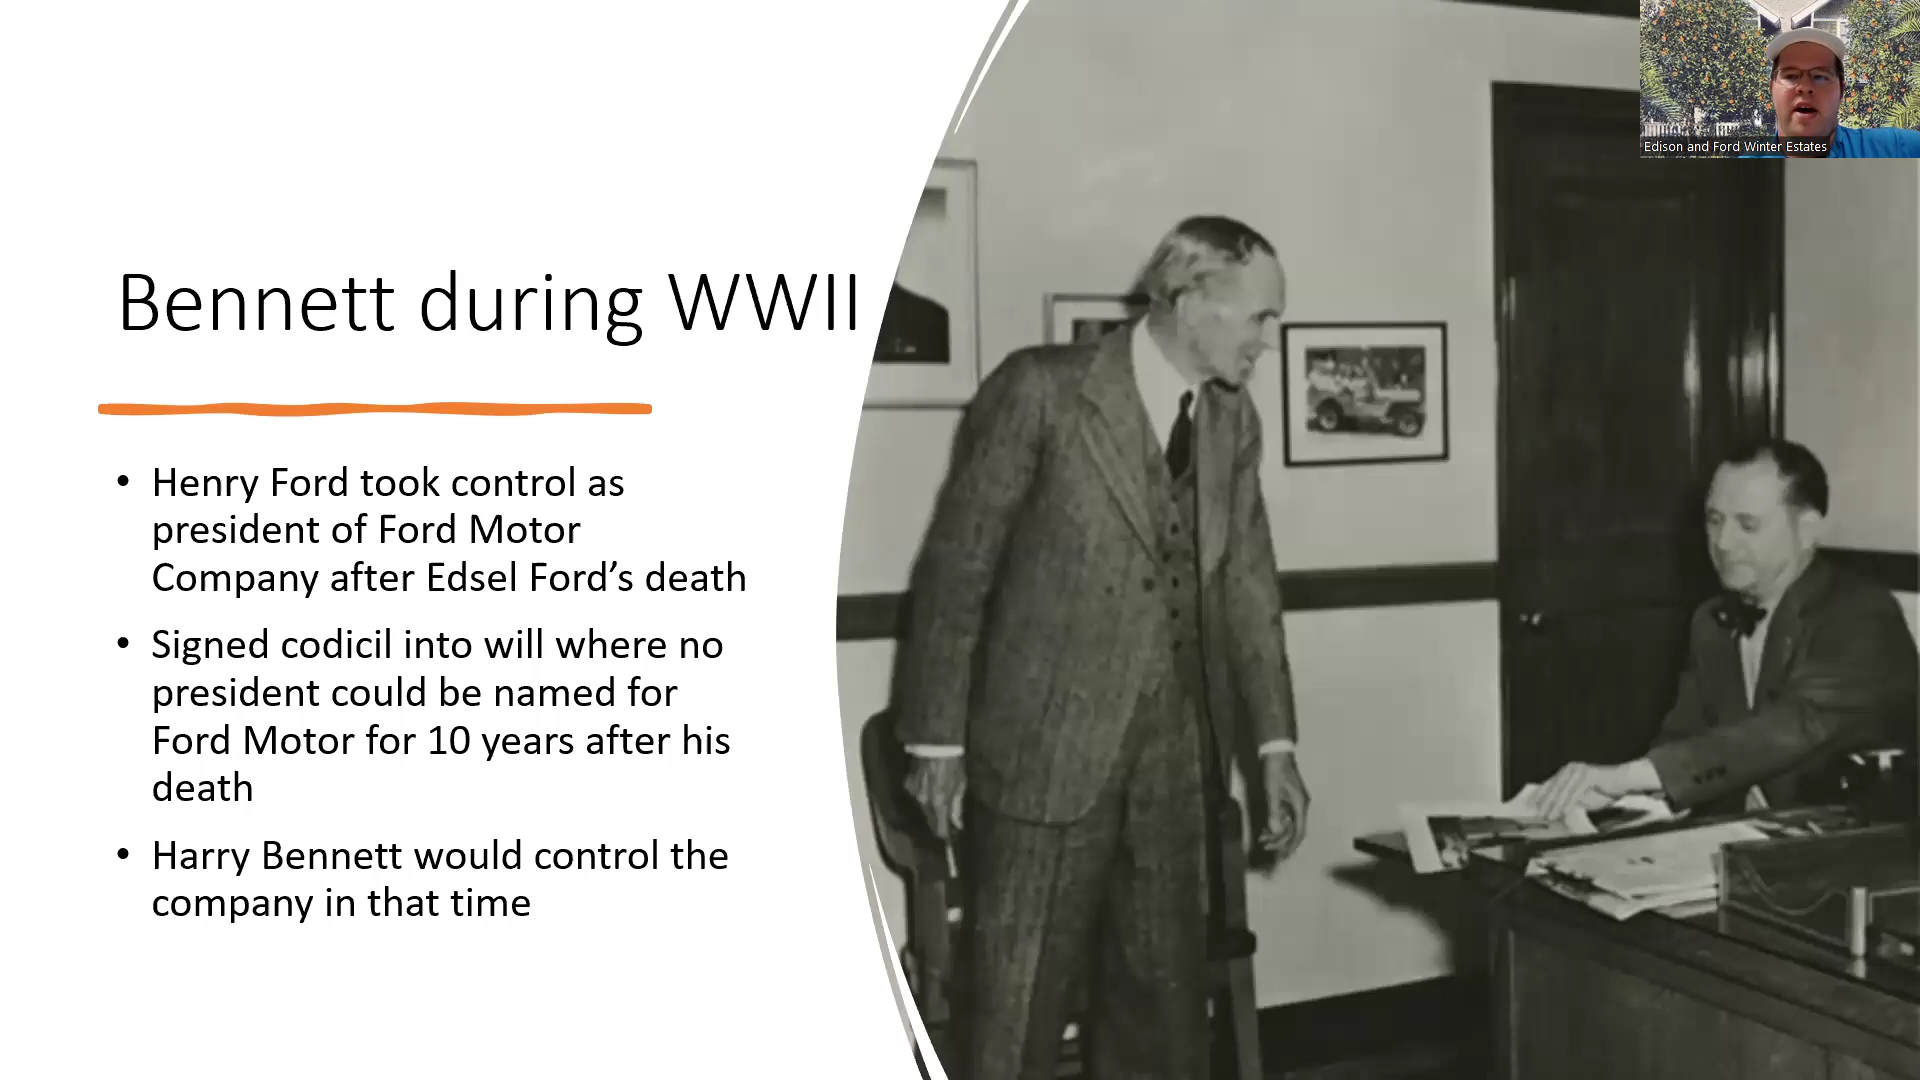 Edison and Ford Winter Estates
Bennett during WWII
• Henry Ford took control as
president of Ford Motor
Company after Edsel Ford’s death
• Signed codicil into will where no
president could be named for
Ford Motor for 10 years after his
death
• Harry Bennett would control the
company in that time